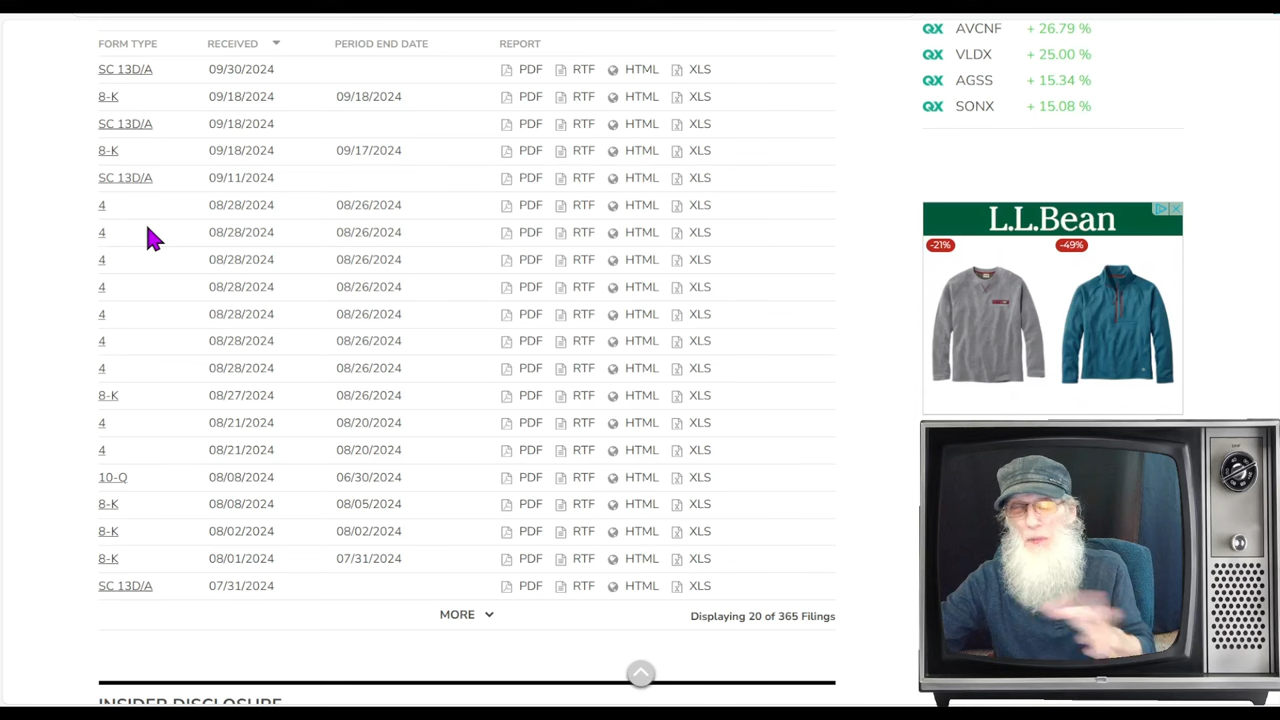 FORM TYPE RECEIVED PERIOD END DATE REPORT
SC 13D/A 09/30/2024 PDF RTF HTML XLS
8-K 09/18/2024 09/18/2024 PDF RTF HTML XLS
SC 13D/A 09/18/2024 PDF RTF HTML XLS
8-K 09/18/2024 09/17/2024 PDF RTF HTML XLS
SC 13D/A 09/11/2024 PDF RTF HTML XLS
4 08/28/2024 08/26/2024 PDF RTF HTML XLS
4 08/28/2024 08/26/2024 PDF RTF HTML XLS
4 08/28/2024 08/26/2024 PDF RTF HTML XLS
4 08/28/2024 08/26/2024 PDF RTF HTML XLS
4 08/28/2024 08/26/2024 PDF RTF HTML XLS
4 08/28/2024 08/26/2024 PDF RTF HTML XLS
4 08/28/2024 08/26/2024 PDF RTF HTML XLS
8-K 08/27/2024 08/26/2024 PDF RTF HTML XLS
4 08/21/2024 08/20/2024 PDF RTF HTML XLS
4 08/21/2024 08/20/2024 PDF RTF HTML XLS
10-Q 08/08/2024 06/30/2024 PDF RTF HTML XLS
8-K 08/08/2024 08/05/2024 PDF RTF HTML XLS
8-K 08/02/2024 08/02/2024 PDF RTF HTML XLS
8-K 08/01/2024 07/31/2024 PDF RTF HTML XLS
SC 13D/A 07/31/2024 PDF RTF HTML XLS
MORE Displaying 20 of 365 Filings
INSIDER DISCLOSURE
QX AVCNF + 26.79 %
QX VLDX + 25.00 %
QX AGSS + 15.34 %
QX SONX + 15.08 %
L.L.Bean
-21% -49%